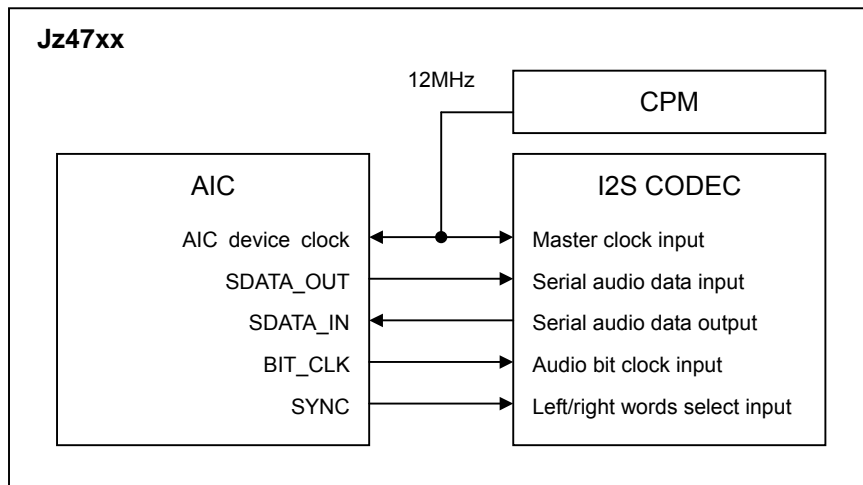 Jz47xx
12MHz
CPM
AIC
I2S CODEC
AIC device clock
Master clock input
SDATA_OUT
Serial audio data input
SDATA_IN
Serial audio data output
BIT_CLK
Audio bit clock input
SYNC
Left/right words select input